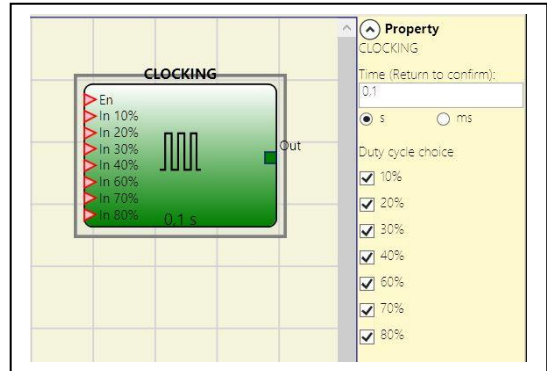 CLOCKING
En
In 10%
In 20%
In 30%
In 40%
In 60%
In 70%
In 80%
0,1 s
Out
Property
CLOCKING
Time (Return to confirm):
0,1
s ms
Duty cycle choice
10%
20%
30%
40%
60%
70%
80%